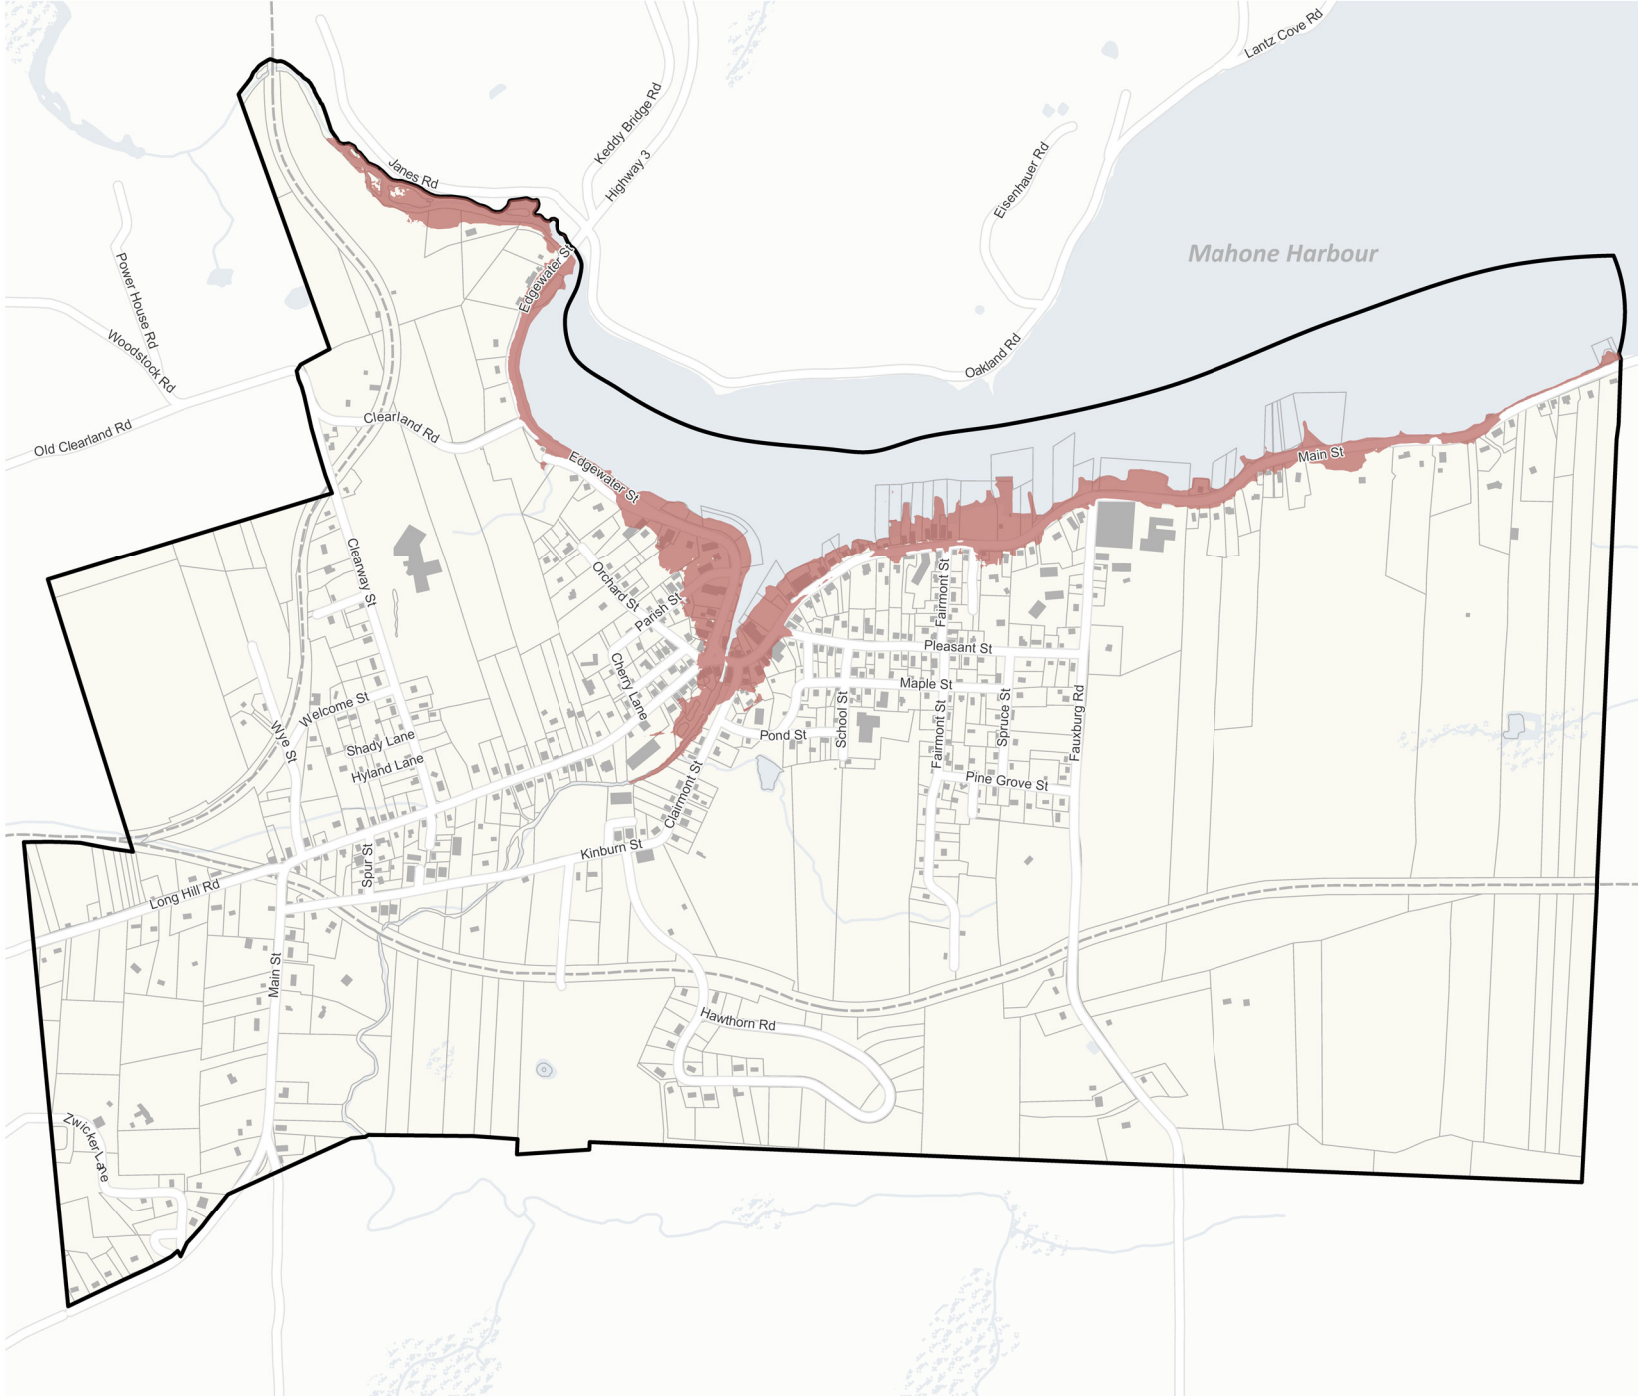 Lantz Cove Rd
Keddy Bridge Rd
Highway 3
Janes Rd
Eisenhauer Rd
Mahone Harbour
Edgewater St
Power House Rd
Woodstock Rd
Oakland Rd
Old Clearland Rd
Clearland Rd
Edgewater St
Main St
Clearway St
Orchard St
Parish St
Fairmont St
Pleasant St
Cherry Lane
Maple St
Welcome St
Wye St
Shady Lane
Hyland Lane
School St
Fairmont St
Spruce St
Fauxburg Rd
Pond St
Pine Grove St
Clairmont St
Kinburn St
Spur St
Long Hill Rd
Main St
Hawthorn Rd
Zwicker Lane